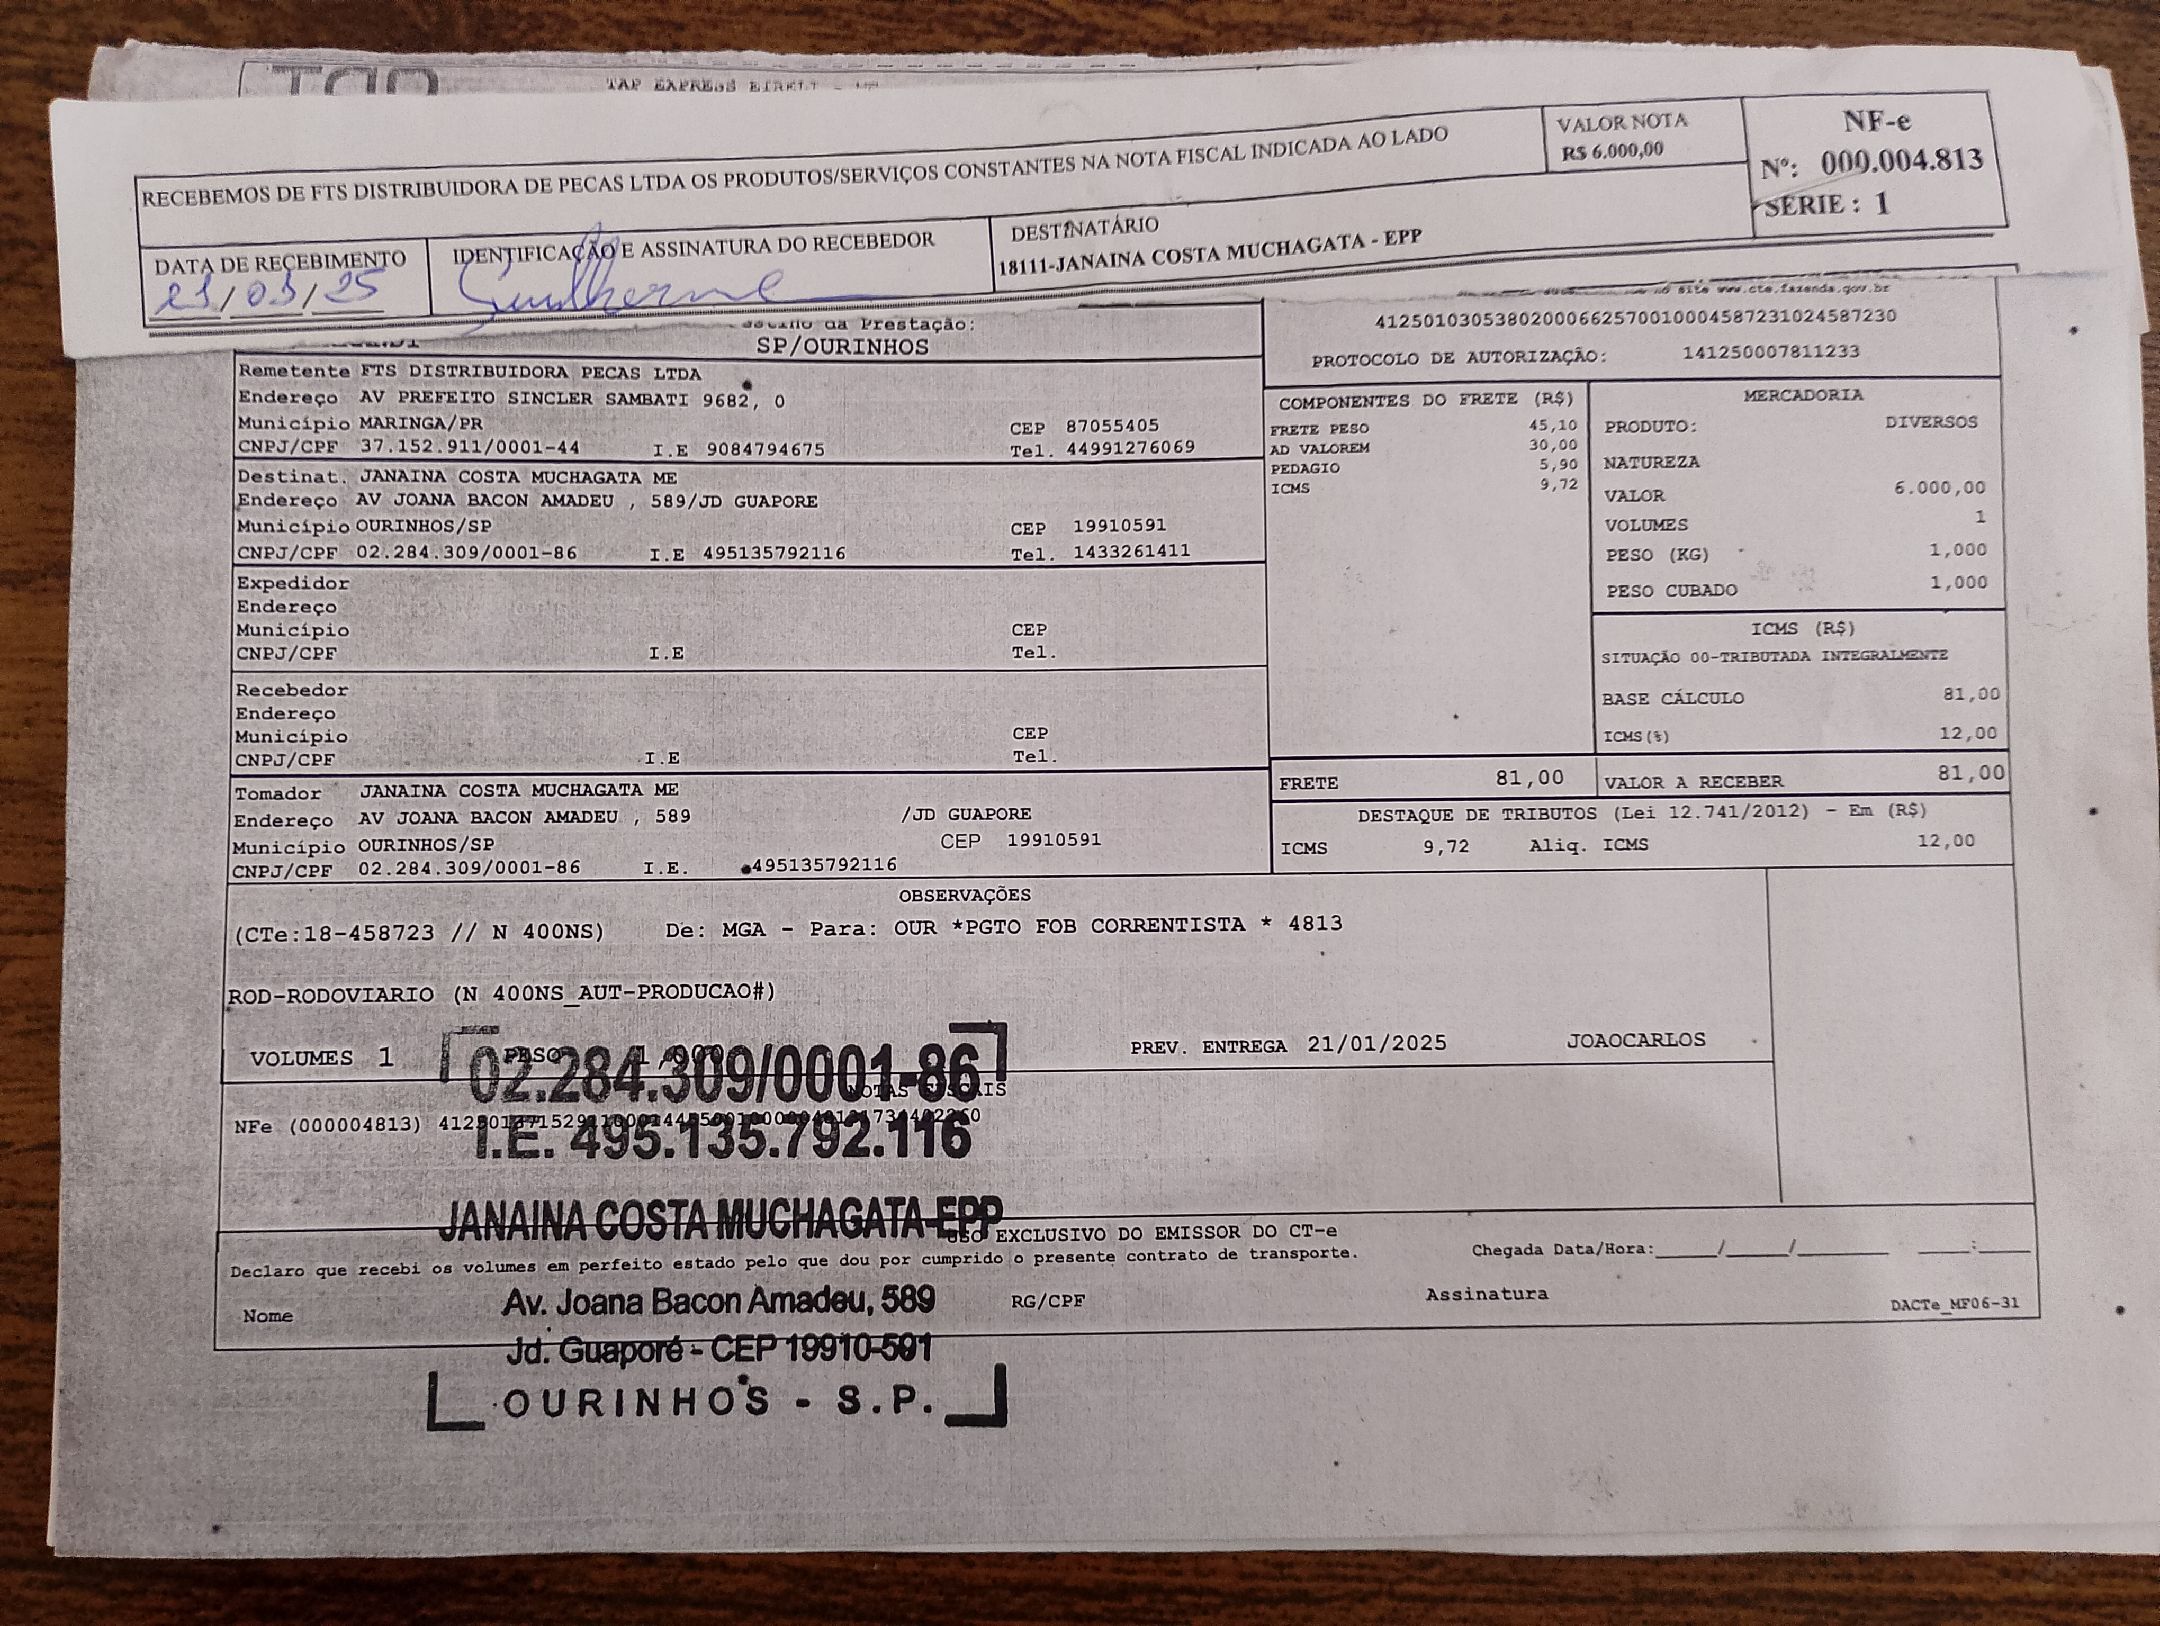 TAP EXPRESS EIRELI - ME
RECEBEMOS DE FTS DISTRIBUIDORA DE PECAS LTDA OS PRODUTOS/SERVIÇOS CONSTANTES NA NOTA FISCAL INDICADA AO LADO
VALOR NOTA
R$ 6.000,00
NF-e
Nº: 000.004.813
SÉRIE : 1
DATA DE RECEBIMENTO
21/01/25
IDENTIFICAÇÃO E ASSINATURA DO RECEBEDOR
Guilherme
DESTINATÁRIO
18111-JANAINA COSTA MUCHAGATA - EPP
da Prestação:
SP/OURINHOS
no site www.cte.fazenda.gov.br
41250103053802000662570010004587231024587230
PROTOCOLO DE AUTORIZAÇÃO: 141250007811233
Remetente FTS DISTRIBUIDORA PECAS LTDA
Endereço AV PREFEITO SINCLER SAMBATI 9682, 0
Município MARINGA/PR CEP 87055405
CNPJ/CPF 37.152.911/0001-44 I.E 9084794675 Tel. 44991276069
Destinat. JANAINA COSTA MUCHAGATA ME
Endereço AV JOANA BACON AMADEU , 589/JD GUAPORE
Município OURINHOS/SP CEP 19910591
CNPJ/CPF 02.284.309/0001-86 I.E 495135792116 Tel. 1433261411
Expedidor
Endereço
Município CEP
CNPJ/CPF I.E Tel.
Recebedor
Endereço
Município CEP
CNPJ/CPF I.E Tel.
Tomador JANAINA COSTA MUCHAGATA ME
Endereço AV JOANA BACON AMADEU , 589 /JD GUAPORE
Município OURINHOS/SP CEP 19910591
CNPJ/CPF 02.284.309/0001-86 I.E. 495135792116
COMPONENTES DO FRETE (R$)
FRETE PESO 45,10
AD VALOREM 30,00
PEDAGIO 5,90
ICMS 9,72
MERCADORIA
PRODUTO: DIVERSOS
NATUREZA
VALOR 6.000,00
VOLUMES 1
PESO (KG) 1,000
PESO CUBADO 1,000
ICMS (R$)
SITUAÇÃO 00-TRIBUTADA INTEGRALMENTE
BASE CÁLCULO 81,00
ICMS(%) 12,00
FRETE 81,00
VALOR A RECEBER 81,00
DESTAQUE DE TRIBUTOS (Lei 12.741/2012) - Em (R$)
ICMS 9,72 Aliq. ICMS 12,00
OBSERVAÇÕES
(CTe:18-458723 // N 400NS) De: MGA - Para: OUR *PGTO FOB CORRENTISTA * 4813
ROD-RODOVIARIO (N 400NS_AUT-PRODUCAO#)
VOLUMES 1 PESO PREV. ENTREGA 21/01/2025 JOAOCARLOS
NOTAS FISCAIS
NFe (000004813)
02.284.309/0001-86
I.E. 495.135.792.116
JANAINA COSTA MUCHAGATA-EPP
Av. Joana Bacon Amadeu, 589
Jd. Guaporé - CEP 19910-591
OURINHOS - S.P.
USO EXCLUSIVO DO EMISSOR DO CT-e
Declaro que recebi os volumes em perfeito estado pelo que dou por cumprido o presente contrato de transporte.
Chegada Data/Hora:_____/_____/________ ____:____
Nome RG/CPF Assinatura
DACTe_MF06-31